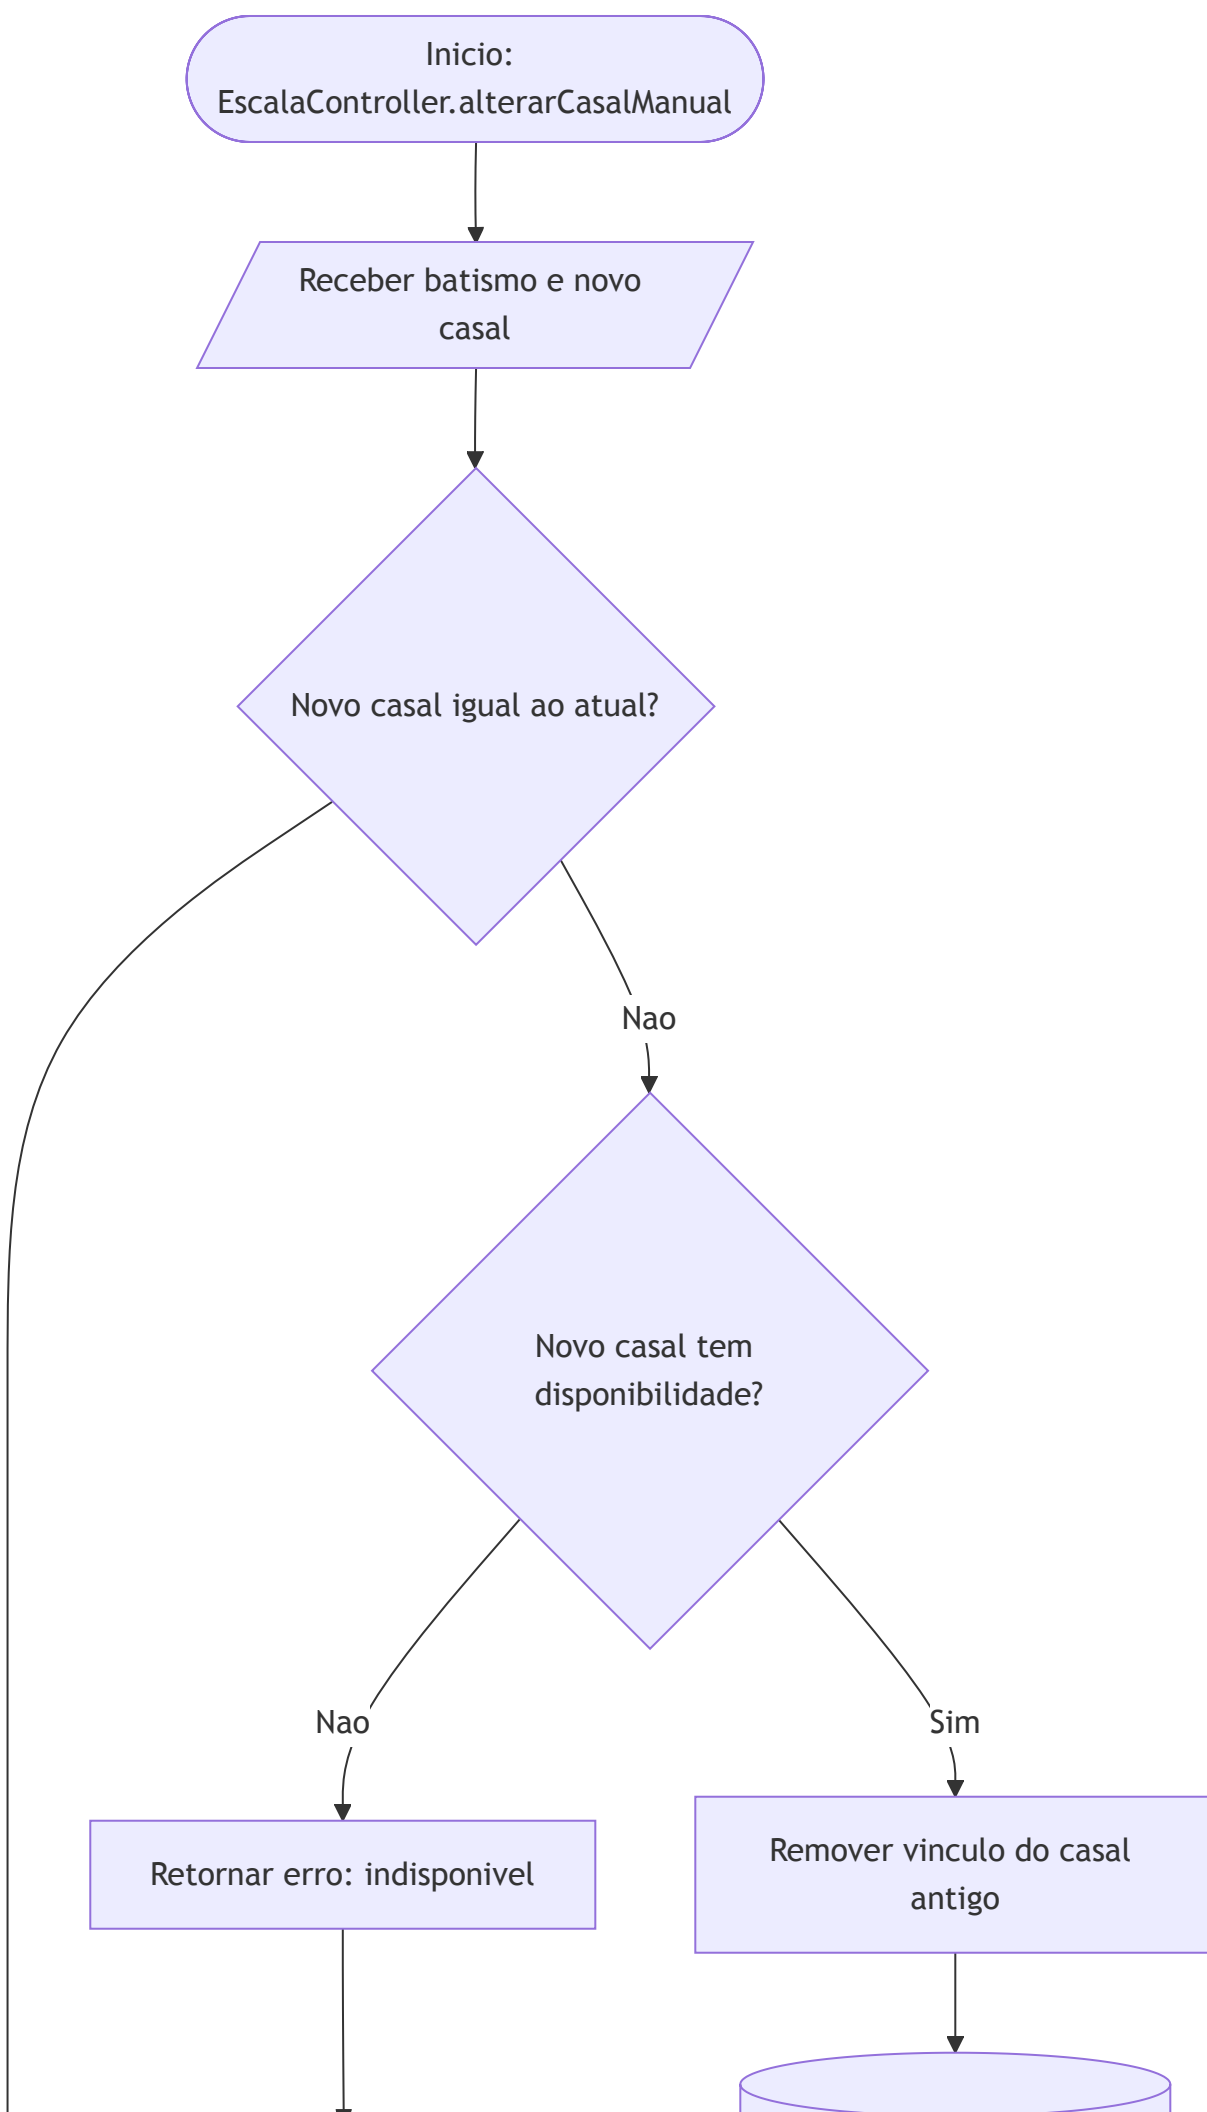 Inicio:
EscalaController.alterarCasalManual
Receber batismo e novo
casal
Novo casal igual ao atual?
Nao
Novo casal tem
disponibilidade?
Nao
Sim
Retornar erro: indisponivel
Remover vinculo do casal
antigo